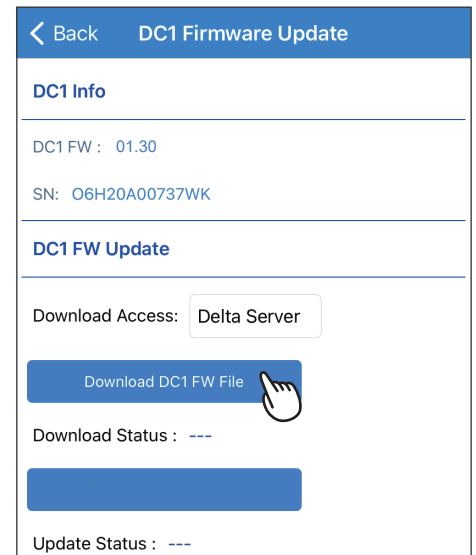 Back DC1 Firmware Update
DC1 Info
DC1 FW : 01.30
SN: O6H20A00737WK
DC1 FW Update
Download Access: Delta Server
Download DC1 FW File
Download Status : ---
Update Status : ---